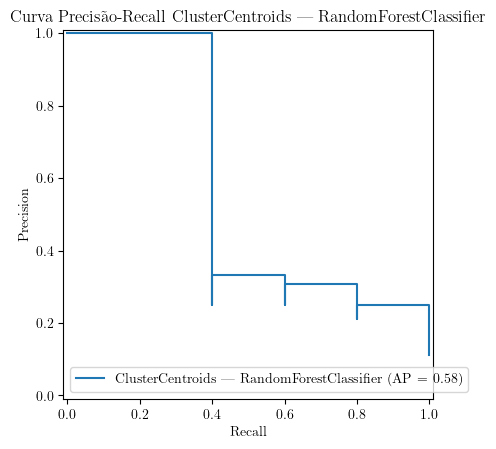 Curva Precisão-Recall ClusterCentroids — RandomForestClassifier
1.0
0.8
0.6
0.4
0.2
0.0
Precision
ClusterCentroids — RandomForestClassifier (AP = 0.58)
0.0 0.2 0.4 0.6 0.8 1.0
Recall